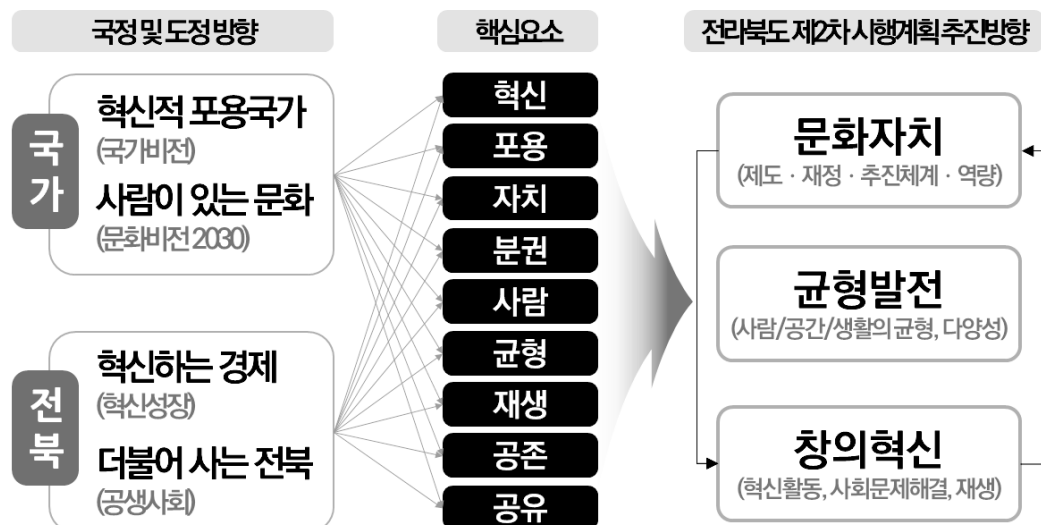 국정 및 도정 방향
국가
혁신적 포용국가
(국가비전)
사람이 있는 문화
(문화비전 2030)
전북
혁신하는 경제
(혁신성장)
더불어 사는 전북
(공생사회)
핵심요소
혁신
포용
자치
분권
사람
균형
재생
공존
공유
전라북도 제2차 시행계획 추진방향
문화자치
(제도 · 재정 · 추진체계 · 역량)
균형발전
(사람/공간/생활의 균형, 다양성)
창의혁신
(혁신활동, 사회문제해결, 재생)